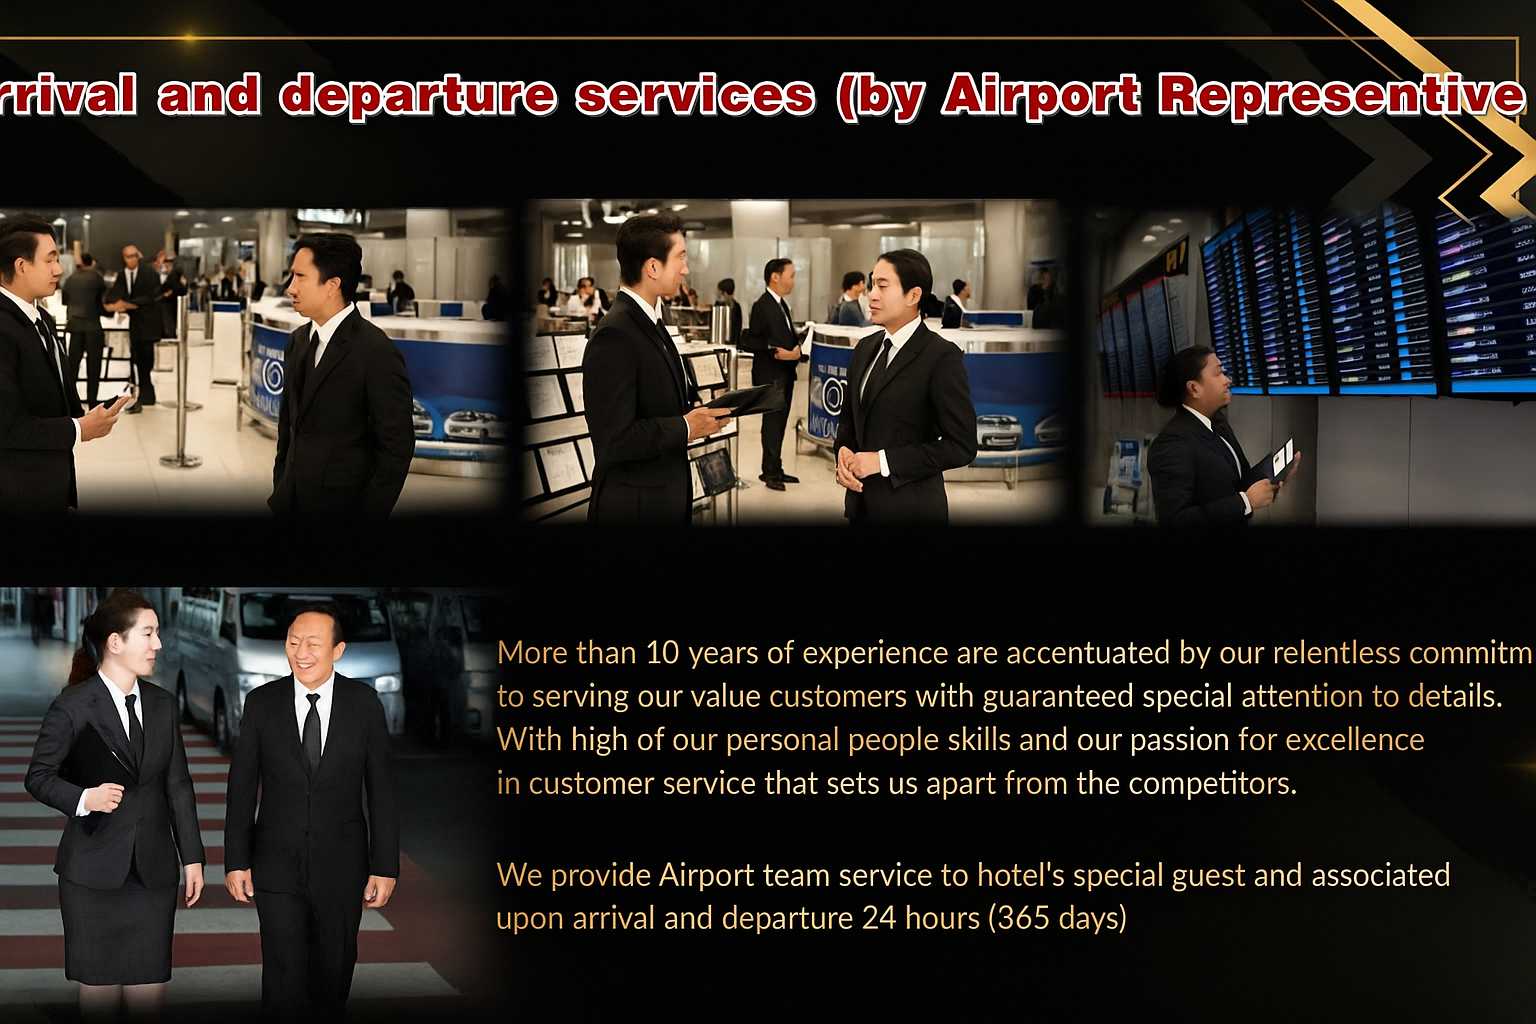 rrival and departure services (by Airport Representive
More than 10 years of experience are accentuated by our relentless commitm
to serving our value customers with guaranteed special attention to details.
With high of our personal people skills and our passion for excellence
in customer service that sets us apart from the competitors.
We provide Airport team service to hotel's special guest and associated
upon arrival and departure 24 hours (365 days)